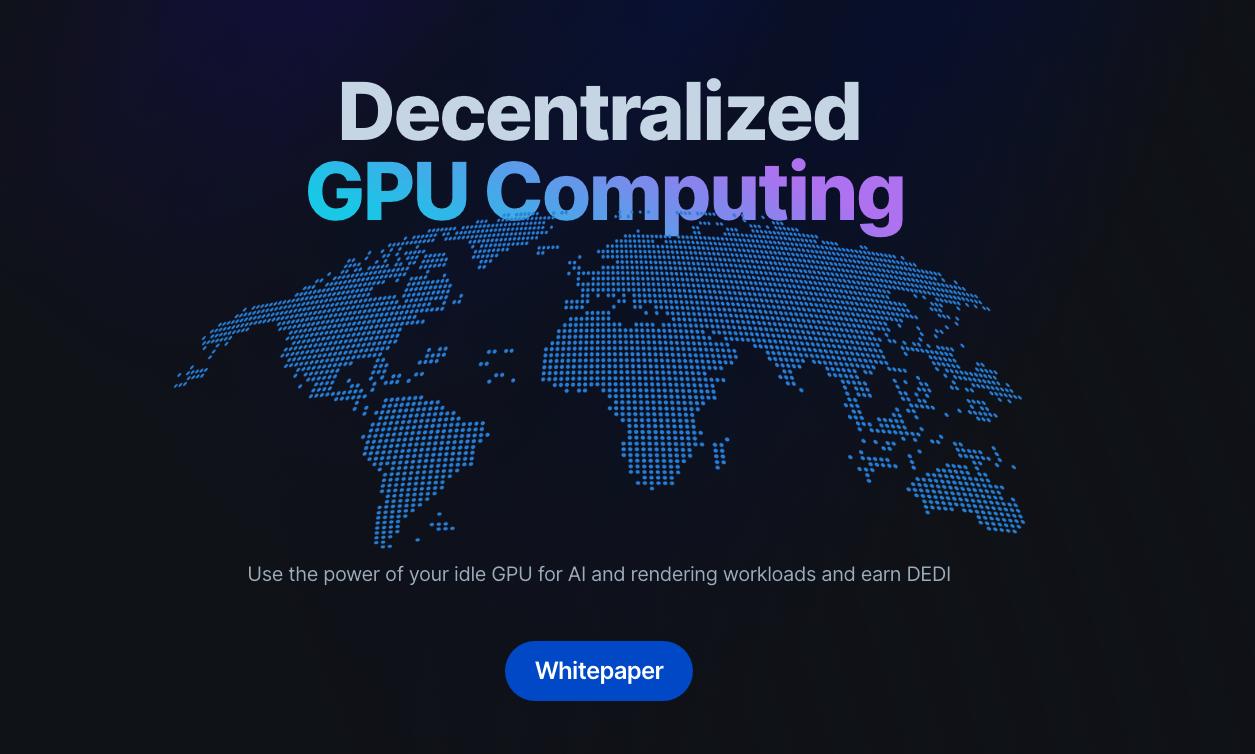 Decentralized
GPU Computing
Use the power of your idle GPU for AI and rendering workloads and earn DEDI
Whitepaper